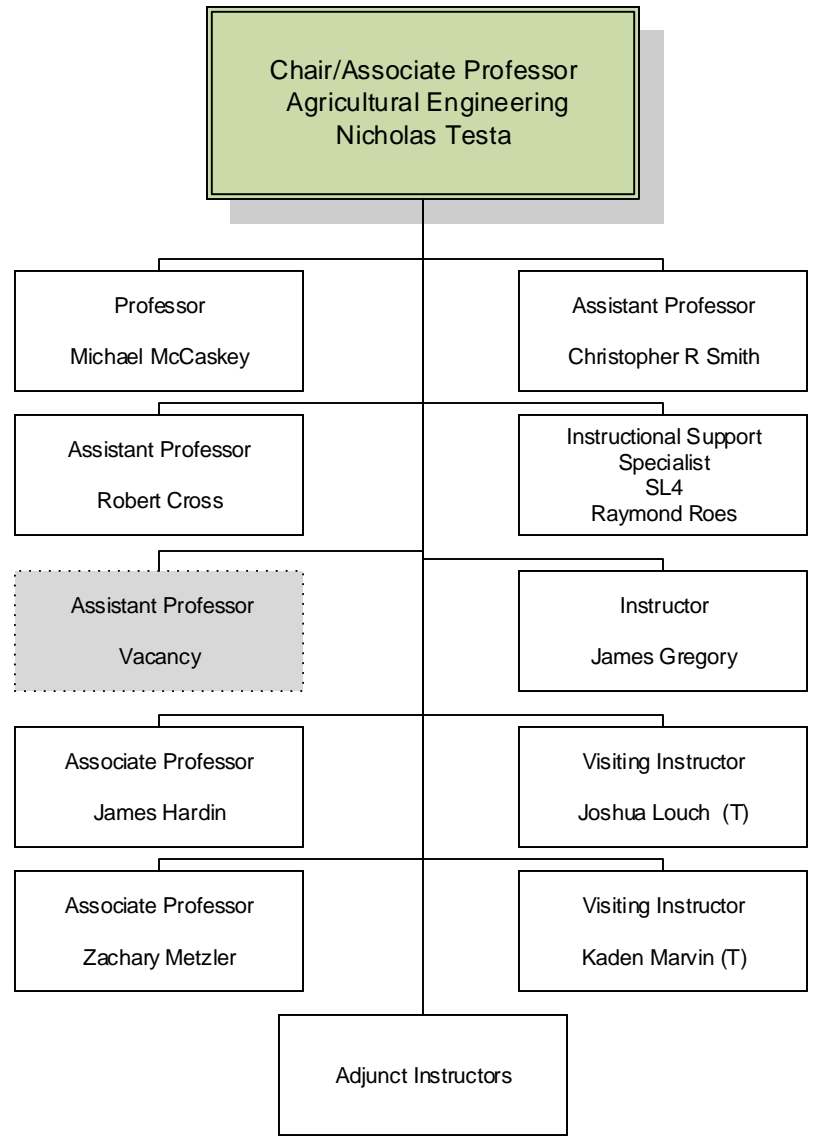 Chair/Associate Professor
Agricultural Engineering
Nicholas Testa
Professor
Michael McCaskey
Assistant Professor
Christopher R Smith
Assistant Professor
Robert Cross
Instructional Support
Specialist
SL4
Raymond Roes
Assistant Professor
Vacancy
Instructor
James Gregory
Associate Professor
James Hardin
Visiting Instructor
Joshua Louch (T)
Associate Professor
Zachary Metzler
Visiting Instructor
Kaden Marvin (T)
Adjunct Instructors